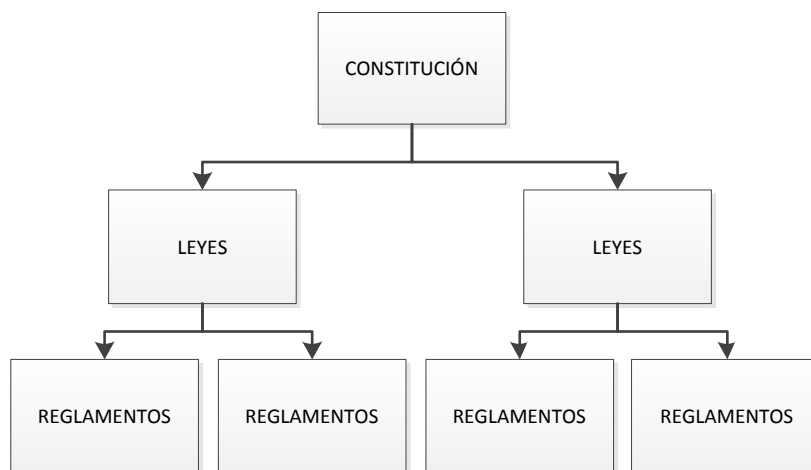 CONSTITUCIÓN
LEYES
LEYES
REGLAMENTOS
REGLAMENTOS
REGLAMENTOS
REGLAMENTOS